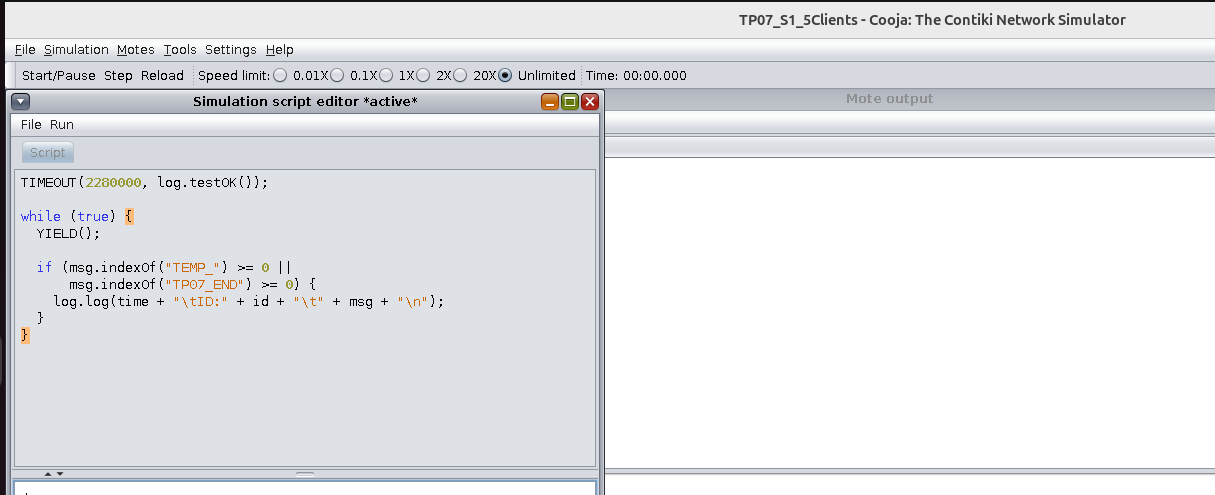 TP07_S1_5Clients - Cooja: The Contiki Network Simulator
File Simulation Motes Tools Settings Help
Start/Pause Step Reload Speed limit: 0.01X 0.1X 1X 2X 20X Unlimited Time: 00:00.000
Simulation script editor *active*
Mote output
File Run
Script
TIMEOUT(2280000, log.testOK());
while (true) {
YIELD();
if (msg.indexOf("TEMP_") >= 0 ||
msg.indexOf("TP07_END") >= 0) {
log.log(time + "\tID:" + id + "\t" + msg + "\n");
}
}